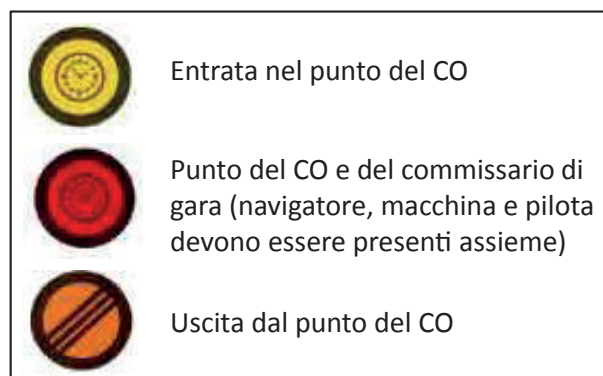 Entrata nel punto del CO
Punto del CO e del commissario di
gara (navigatore, macchina e pilota
devono essere presenti assieme)
Uscita dal punto del CO